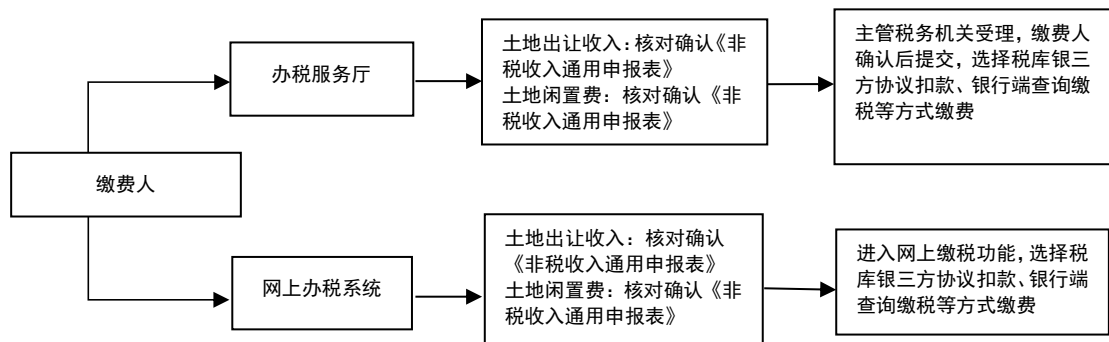 办税服务厅
土地出让收入：核对确认《非
税收入通用申报表》
土地闲置费：核对确认《非
税收入通用申报表》
主管税务机关受理，缴费人
确认后提交，选择税库银三
方协议扣款、银行端查询缴
税等方式缴费
缴费人
网上办税系统
土地出让收入：核对确认
《非税收入通用申报表》
土地闲置费：核对确认《非
税收入通用申报表》
进入网上缴税功能，选择税
库银三方协议扣款、银行端
查询缴税等方式缴费